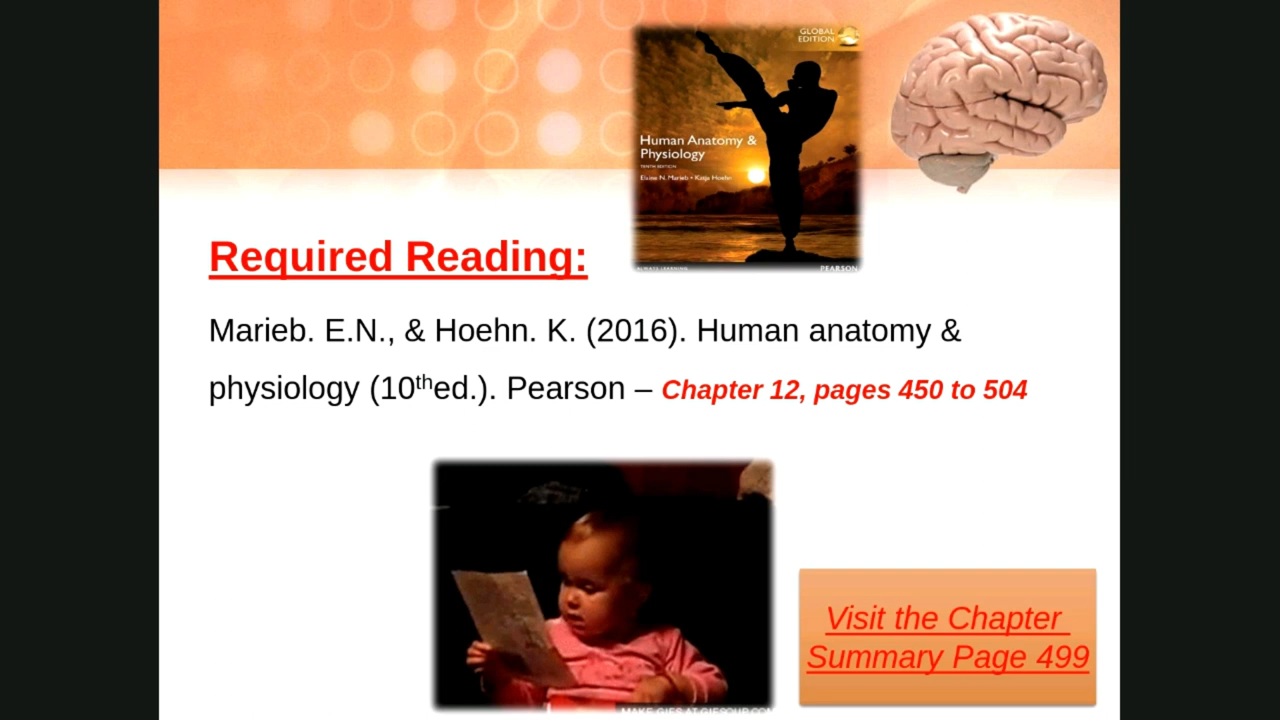 GLOBAL
EDITION
Human Anatomy &
Physiology
TENTH EDITION
Elaine N. Marieb • Katja Hoehn
ALWAYS LEARNING
PEARSON
Required Reading:
Marieb. E.N., & Hoehn. K. (2016). Human anatomy &
physiology (10thed.). Pearson – Chapter 12, pages 450 to 504
MAKE GIFS AT GIFSOUP.COM
Visit the Chapter
Summary Page 499